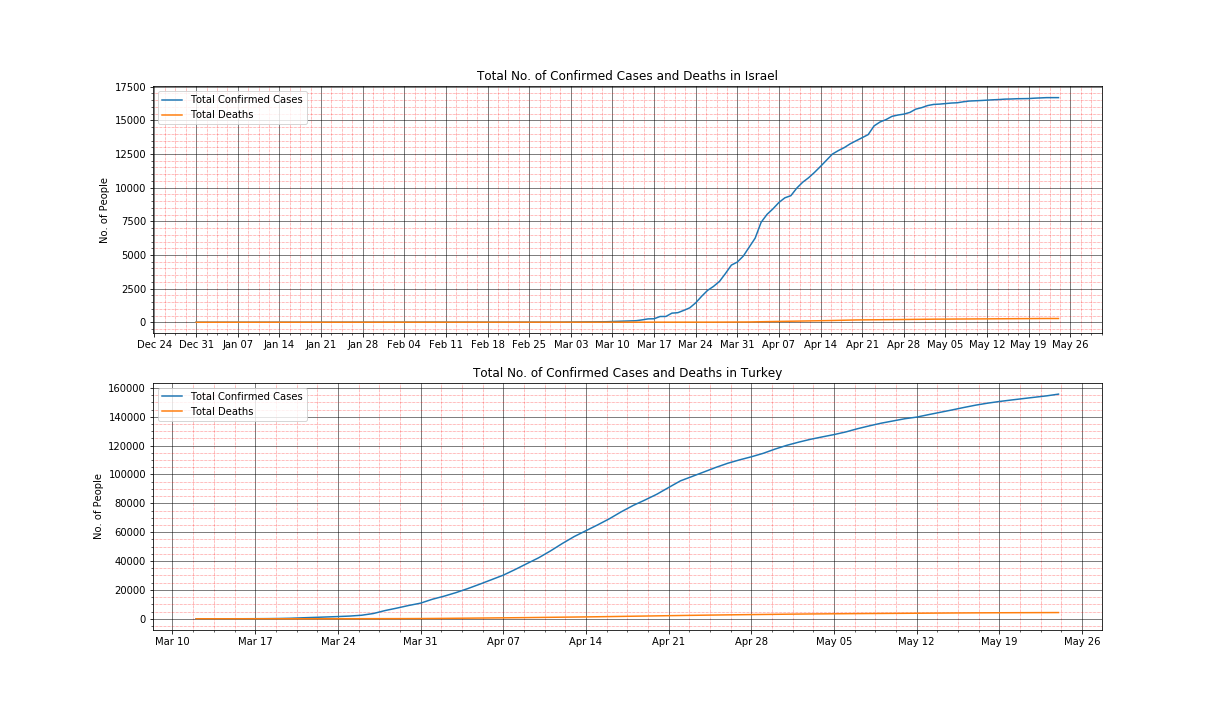 Total No. of Confirmed Cases and Deaths in Israel
17500
15000
12500
10000
7500
5000
2500
0
No. of People
Total Confirmed Cases
Total Deaths
Dec 24 Dec 31 Jan 07 Jan 14 Jan 21 Jan 28 Feb 04 Feb 11 Feb 18 Feb 25 Mar 03 Mar 10 Mar 17 Mar 24 Mar 31 Apr 07 Apr 14 Apr 21 Apr 28 May 05 May 12 May 19 May 26
Total No. of Confirmed Cases and Deaths in Turkey
160000
140000
120000
100000
80000
60000
40000
20000
0
No. of People
Total Confirmed Cases
Total Deaths
Mar 10 Mar 17 Mar 24 Mar 31 Apr 07 Apr 14 Apr 21 Apr 28 May 05 May 12 May 19 May 26